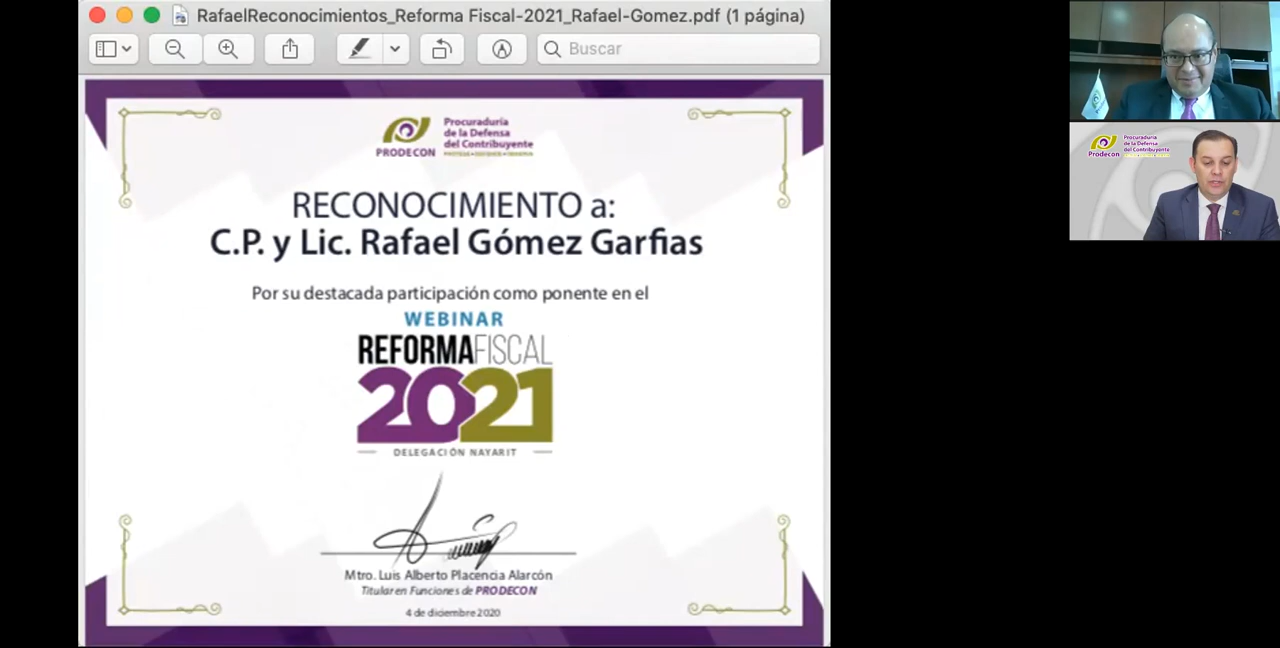 RafaelReconocimientos_Reforma Fiscal-2021_Rafael-Gomez.pdf (1 página)
Buscar
PRODECON
Procuraduría
de la Defensa
del Contribuyente
RECONOCIMIENTO a:
C.P. y Lic. Rafael Gómez Garfias
Por su destacada participación como ponente en el
WEBINAR
REFORMAFISCAL
2021
DELEGACIÓN NAYARIT
Mtro. Luis Alberto Placencia Alarcón
Titular en Funciones de PRODECON
4 de diciembre 2020
Prodecon
Procuraduría
de la Defensa
del Contribuyente